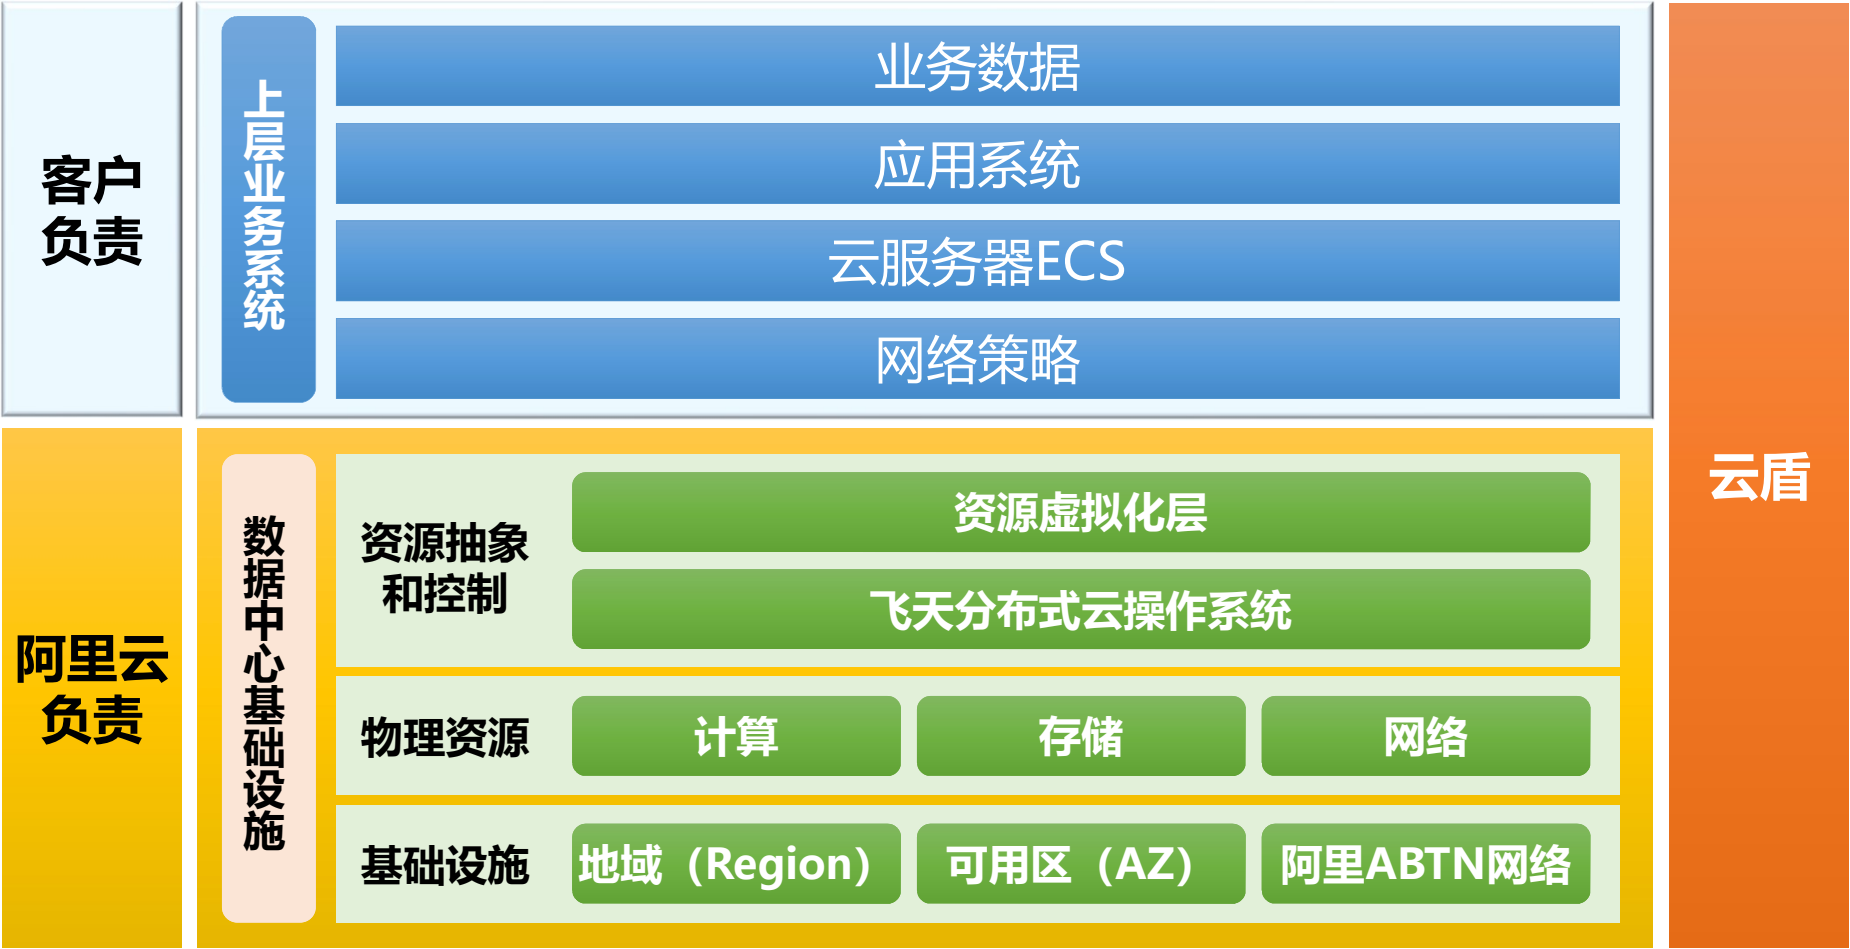 客户
负责
上层业务系统
业务数据
应用系统
云服务器ECS
网络策略
阿里云
负责
数据中心基础设施
资源抽象
和控制
资源虚拟化层
飞天分布式云操作系统
物理资源
计算
存储
网络
基础设施
地域（Region）
可用区（AZ）
阿里ABTN网络
云盾